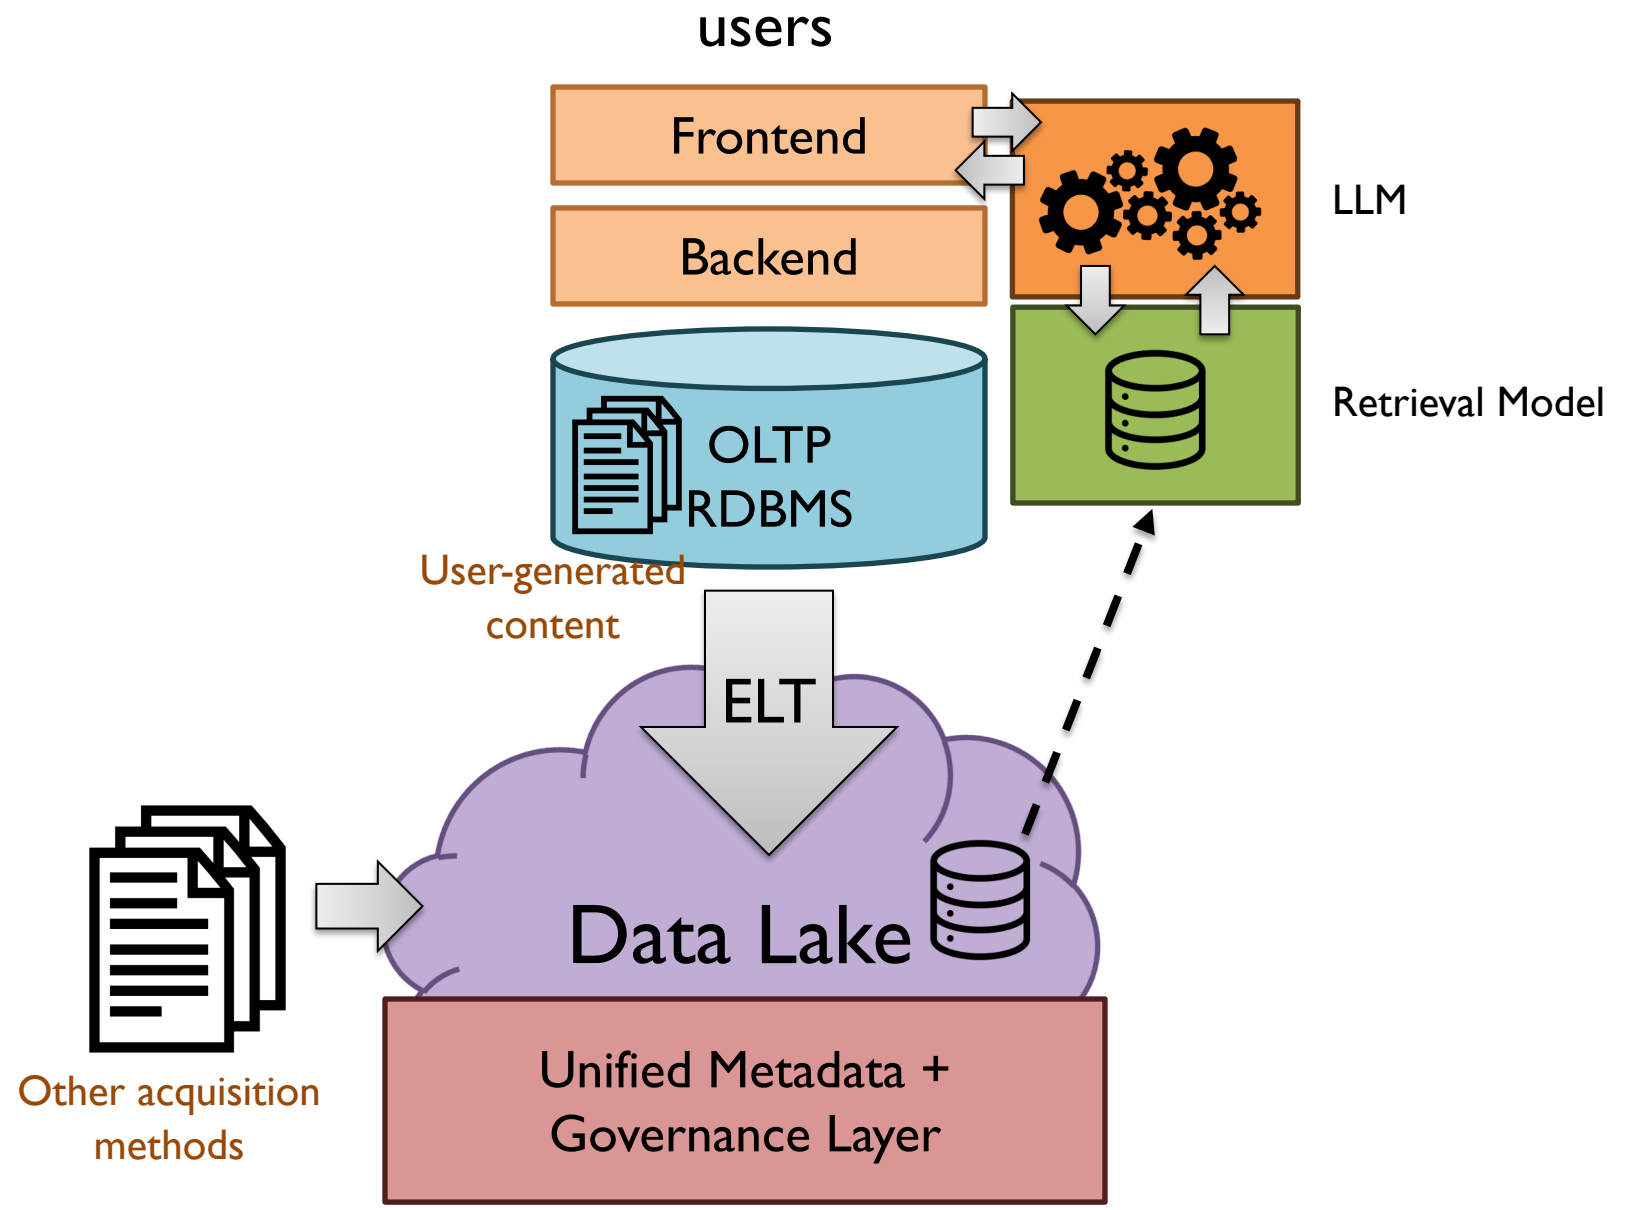 users
Frontend
Backend
LLM
Retrieval Model
OLTP
RDBMS
User-generated
content
ELT
Data Lake
Other acquisition
methods
Unified Metadata +
Governance Layer